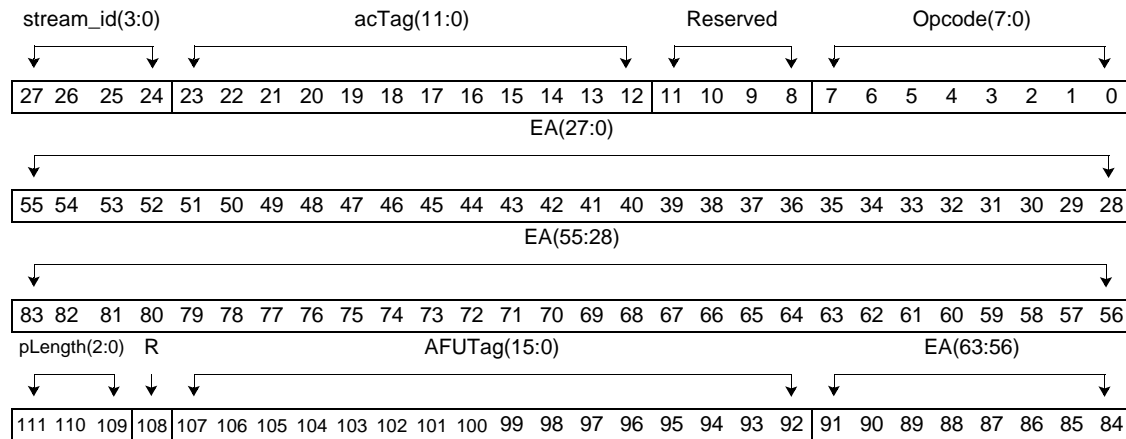 stream_id(3:0) acTag(11:0) Reserved Opcode(7:0)
27 26 25 24 23 22 21 20 19 18 17 16 15 14 13 12 11 10 9 8 7 6 5 4 3 2 1 0
EA(27:0)
55 54 53 52 51 50 49 48 47 46 45 44 43 42 41 40 39 38 37 36 35 34 33 32 31 30 29 28
EA(55:28)
83 82 81 80 79 78 77 76 75 74 73 72 71 70 69 68 67 66 65 64 63 62 61 60 59 58 57 56
pLength(2:0) R AFUTag(15:0) EA(63:56)
111 110 109 108 107 106 105 104 103 102 101 100 99 98 97 96 95 94 93 92 91 90 89 88 87 86 85 84